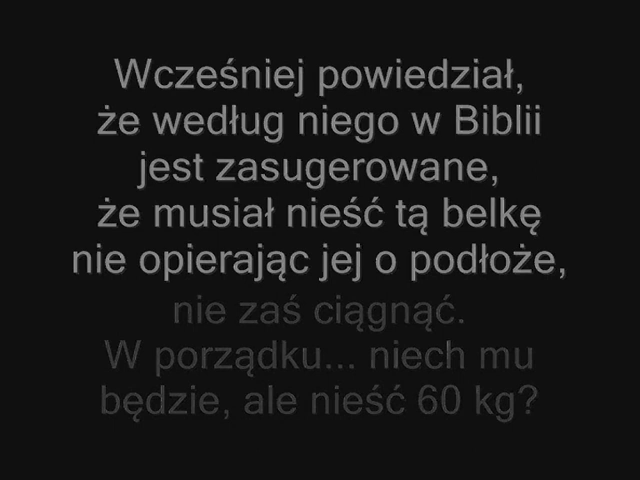 Wcześniej powiedział,
że według niego w Biblii
jest zasugerowane,
że musiał nieść tą belkę
nie opierając jej o podłoże,
nie zaś ciągnąć.
W porządku... niech mu
będzie, ale nieść 60 kg?